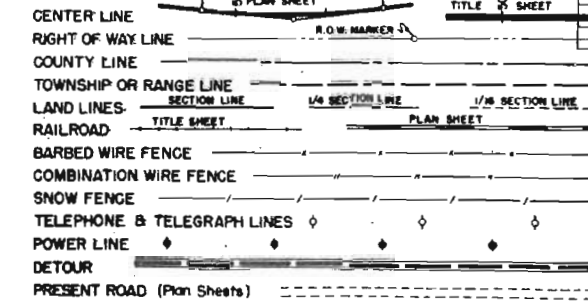 PLAN SHEET TITLE SHEET
CENTER LINE
R.O.W. MARKER
RIGHT OF WAY LINE
COUNTY LINE
TOWNSHIP OR RANGE LINE
LAND LINES SECTION LINE 1/4 SECTION LINE 1/16 SECTION LINE
RAILROAD TITLE SHEET PLAN SHEET
BARBED WIRE FENCE
COMBINATION WIRE FENCE
SNOW FENCE
TELEPHONE & TELEGRAPH LINES
POWER LINE
DETOUR
PRESENT ROAD (Plan Sheets)